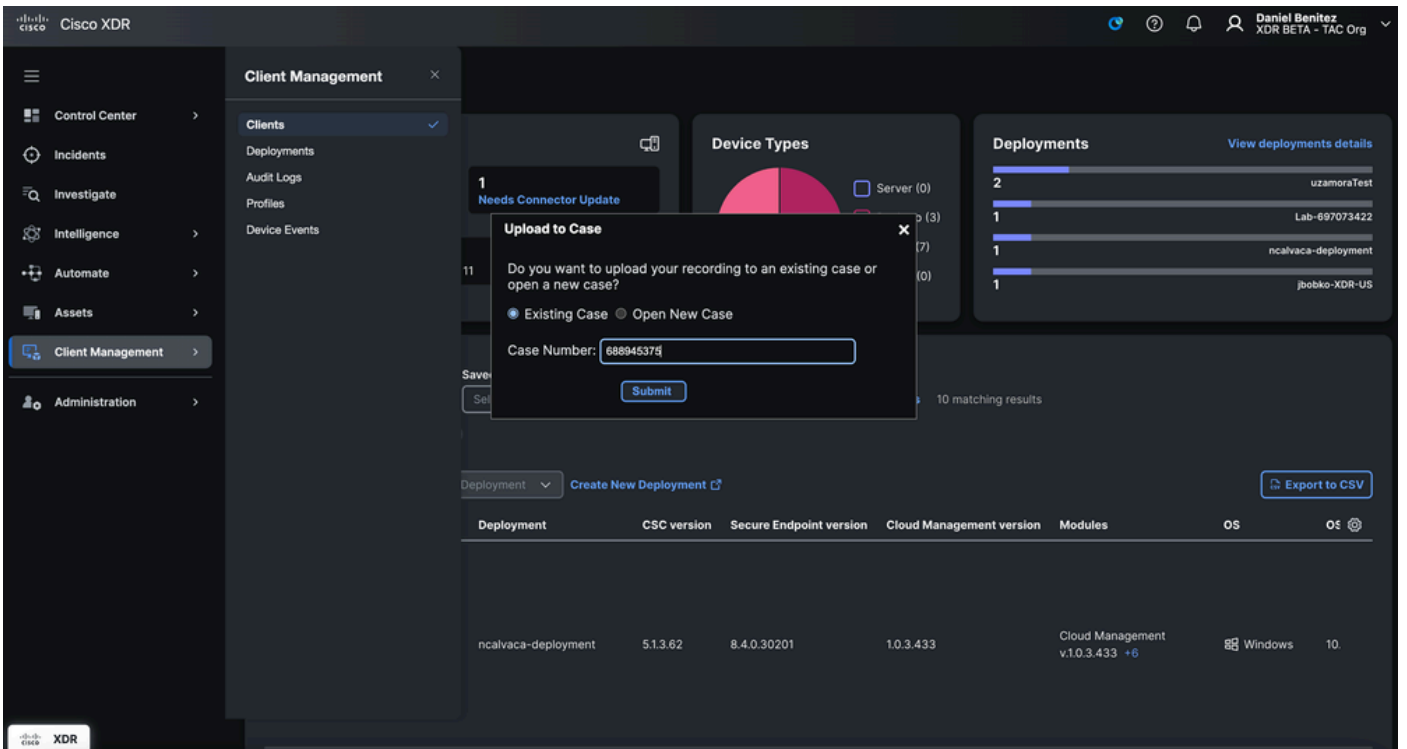 cisco Cisco XDR
Daniel Benitez
XDR BETA - TAC Org
Control Center
Incidents
Investigate
Intelligence
Automate
Assets
Client Management
Administration
Client Management
Clients
Deployments
Audit Logs
Profiles
Device Events
1
Needs Connector Update
11
Device Types
Server (0)
(3)
(7)
(0)
Deployments
View deployments details
2 uzamoraTest
1 Lab-697073422
1 ncalvaca-deployment
1 jbobko-XDR-US
Upload to Case
Do you want to upload your recording to an existing case or
open a new case?
Existing Case Open New Case
Case Number: 688945375
Submit
10 matching results
Deployment Create New Deployment
Export to CSV
Deployment CSC version Secure Endpoint version Cloud Management version Modules OS
ncalvaca-deployment 5.1.3.62 8.4.0.30201 1.0.3.433 Cloud Management Windows 10.
v.1.0.3.433 +6
cisco XDR